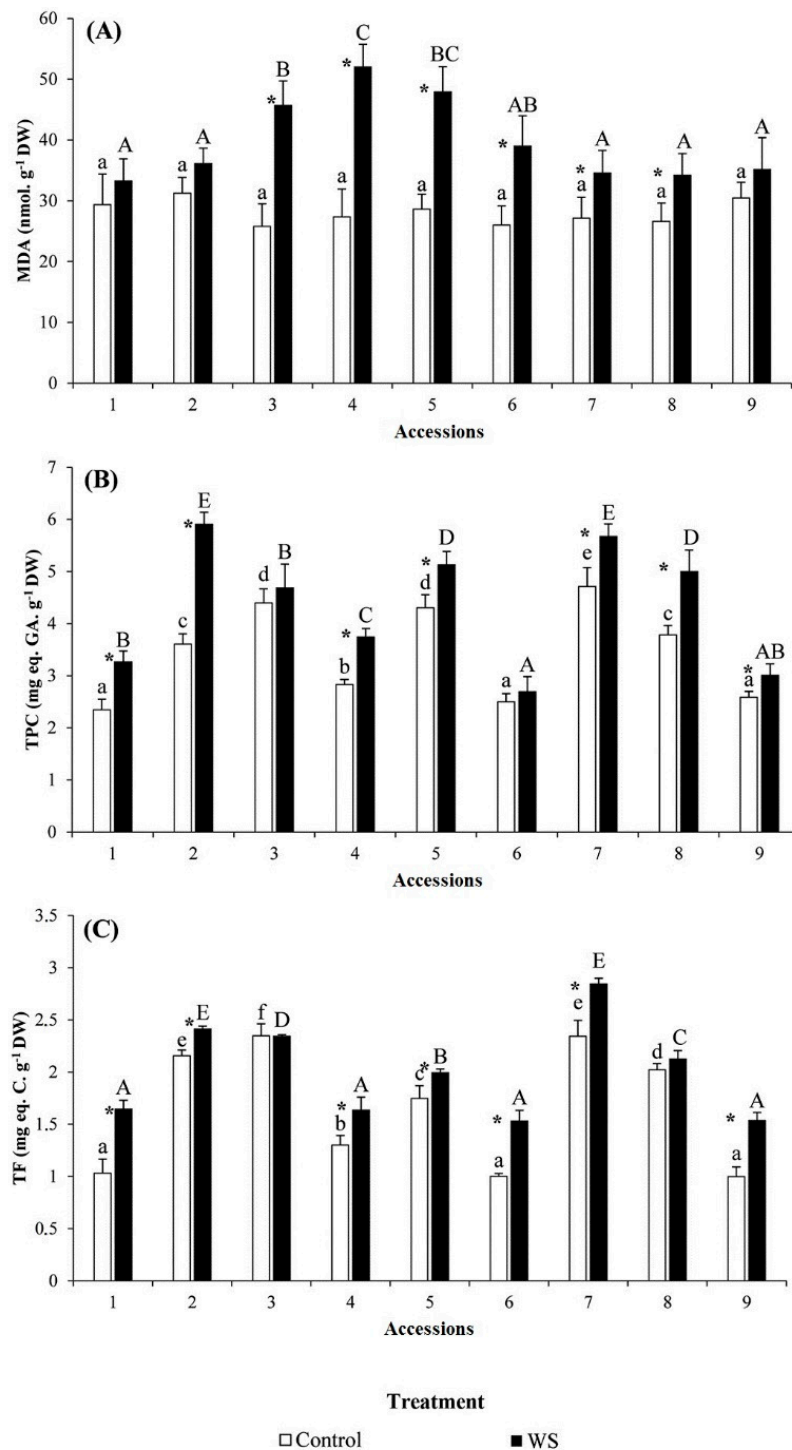 (A)
MDA (nmol. g-1 DW)
60
50
40
30
20
10
0
a A a A a * B a * C a * BC a * AB * a A * a A a A
1 2 3 4 5 6 7 8 9
Accessions
(B)
TPC (mg eq. GA. g-1 DW)
7
6
5
4
3
2
1
0
a * B c * E d B b * C * d D a A * e E c * D * a AB
1 2 3 4 5 6 7 8 9
Accessions
(C)
TF (mg eq. C. g-1 DW)
3.5
3
2.5
2
1.5
1
0.5
0
a * A e * E f D * b A c * B a * A * e E d C a * A
1 2 3 4 5 6 7 8 9
Accessions
Treatment
Control WS